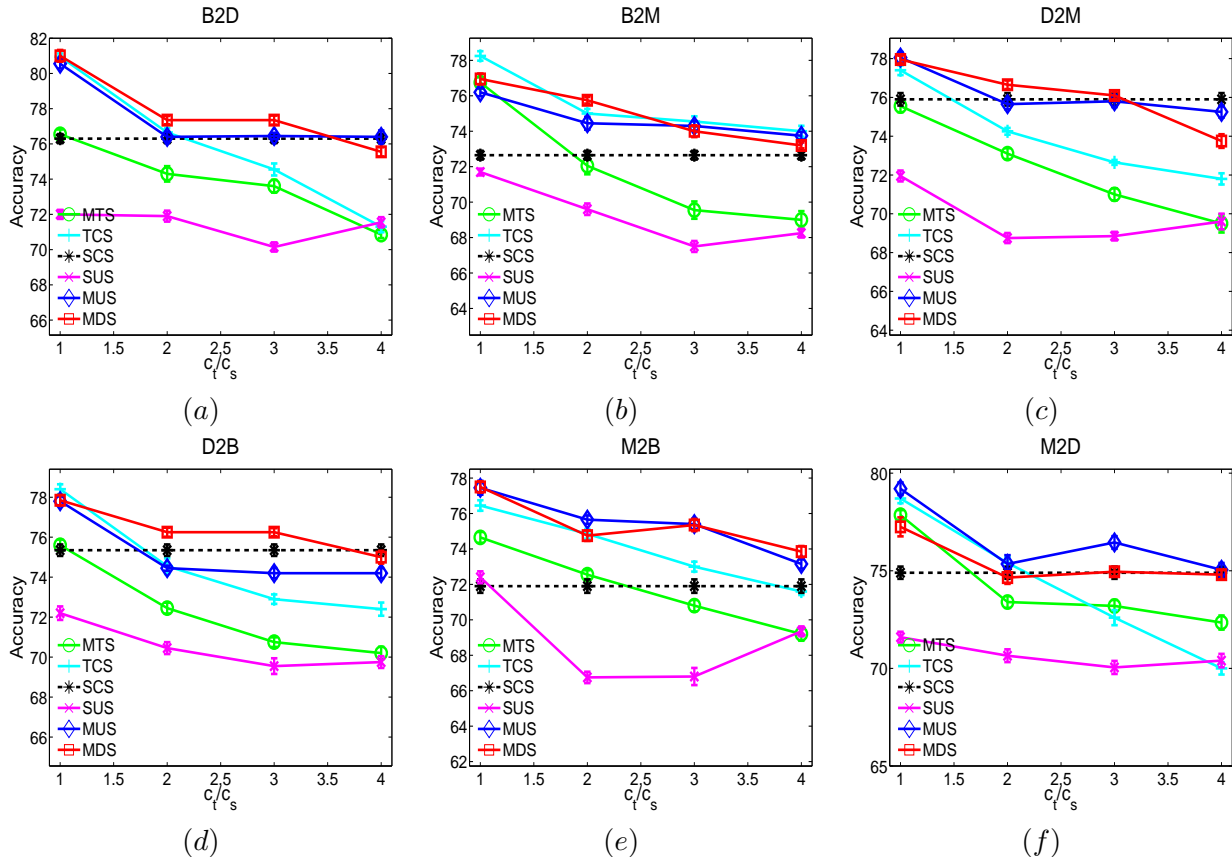 B2D
82
80
78
76
74
72
70
68
66
Accuracy
MTS
TCS
SCS
SUS
MUS
MDS
1 1.5 2 2.5 3 3.5 4
c_t/c_s
(a)
B2M
78
76
74
72
70
68
66
64
Accuracy
MTS
TCS
SCS
SUS
MUS
MDS
1 1.5 2 2.5 3 3.5 4
c_t/c_s
(b)
D2M
78
76
74
72
70
68
66
64
Accuracy
MTS
TCS
SCS
SUS
MUS
MDS
1 1.5 2 2.5 3 3.5 4
c_t/c_s
(c)
D2B
78
76
74
72
70
68
66
Accuracy
MTS
TCS
SCS
SUS
MUS
MDS
1 1.5 2 2.5 3 3.5 4
c_t/c_s
(d)
M2B
78
76
74
72
70
68
66
64
62
Accuracy
MTS
TCS
SCS
SUS
MUS
MDS
1 1.5 2 2.5 3 3.5 4
c_t/c_s
(e)
M2D
80
75
70
65
Accuracy
MTS
TCS
SCS
SUS
MUS
MDS
1 1.5 2 2.5 3 3.5 4
c_t/c_s
(f)